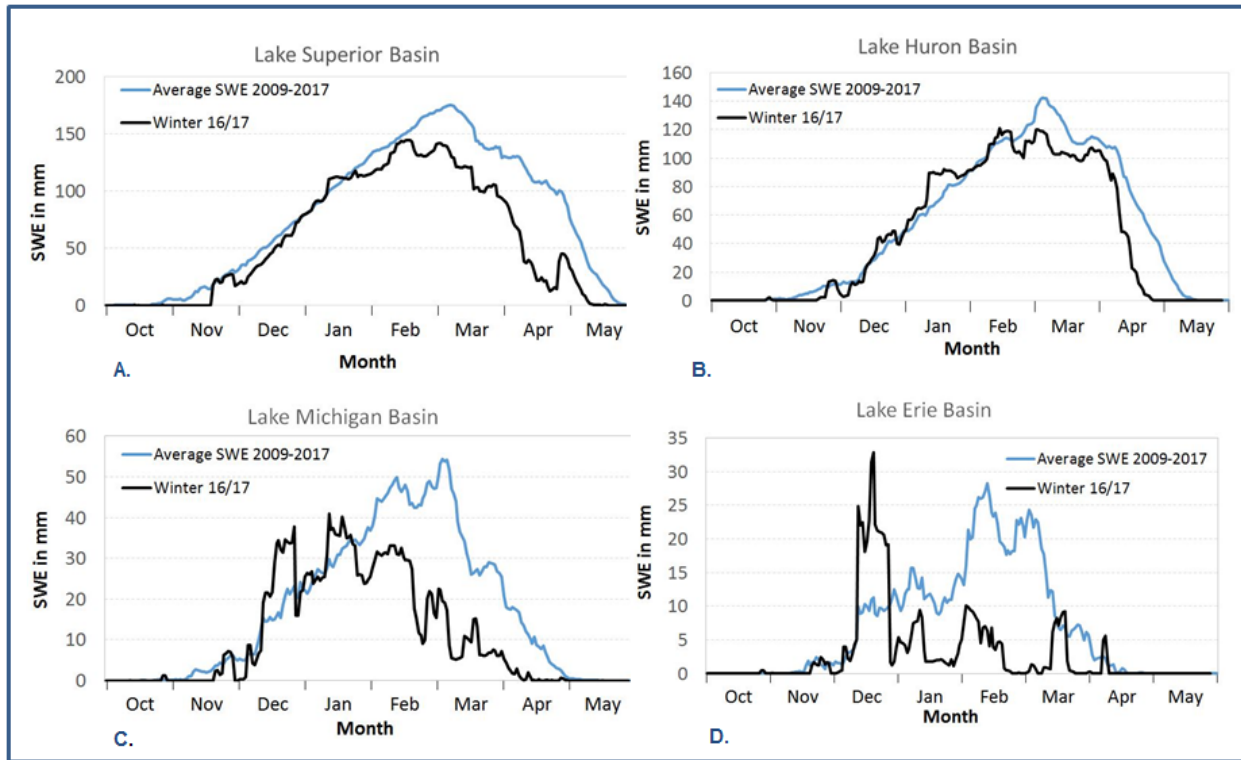 Lake Superior Basin
200
150
100
50
0
SWE in mm
Average SWE 2009-2017
Winter 16/17
Oct Nov Dec Jan Feb Mar Apr May
Month
A.
Lake Huron Basin
160
140
120
100
80
60
40
20
0
SWE in mm
Average SWE 2009-2017
Winter 16/17
Oct Nov Dec Jan Feb Mar Apr May
Month
B.
Lake Michigan Basin
60
50
40
30
20
10
0
SWE in mm
Average SWE 2009-2017
Winter 16/17
Oct Nov Dec Jan Feb Mar Apr May
Month
C.
Lake Erie Basin
35
30
25
20
15
10
5
0
SWE in mm
Average SWE 2009-2017
Winter 16/17
Oct Nov Dec Jan Feb Mar Apr May
Month
D.